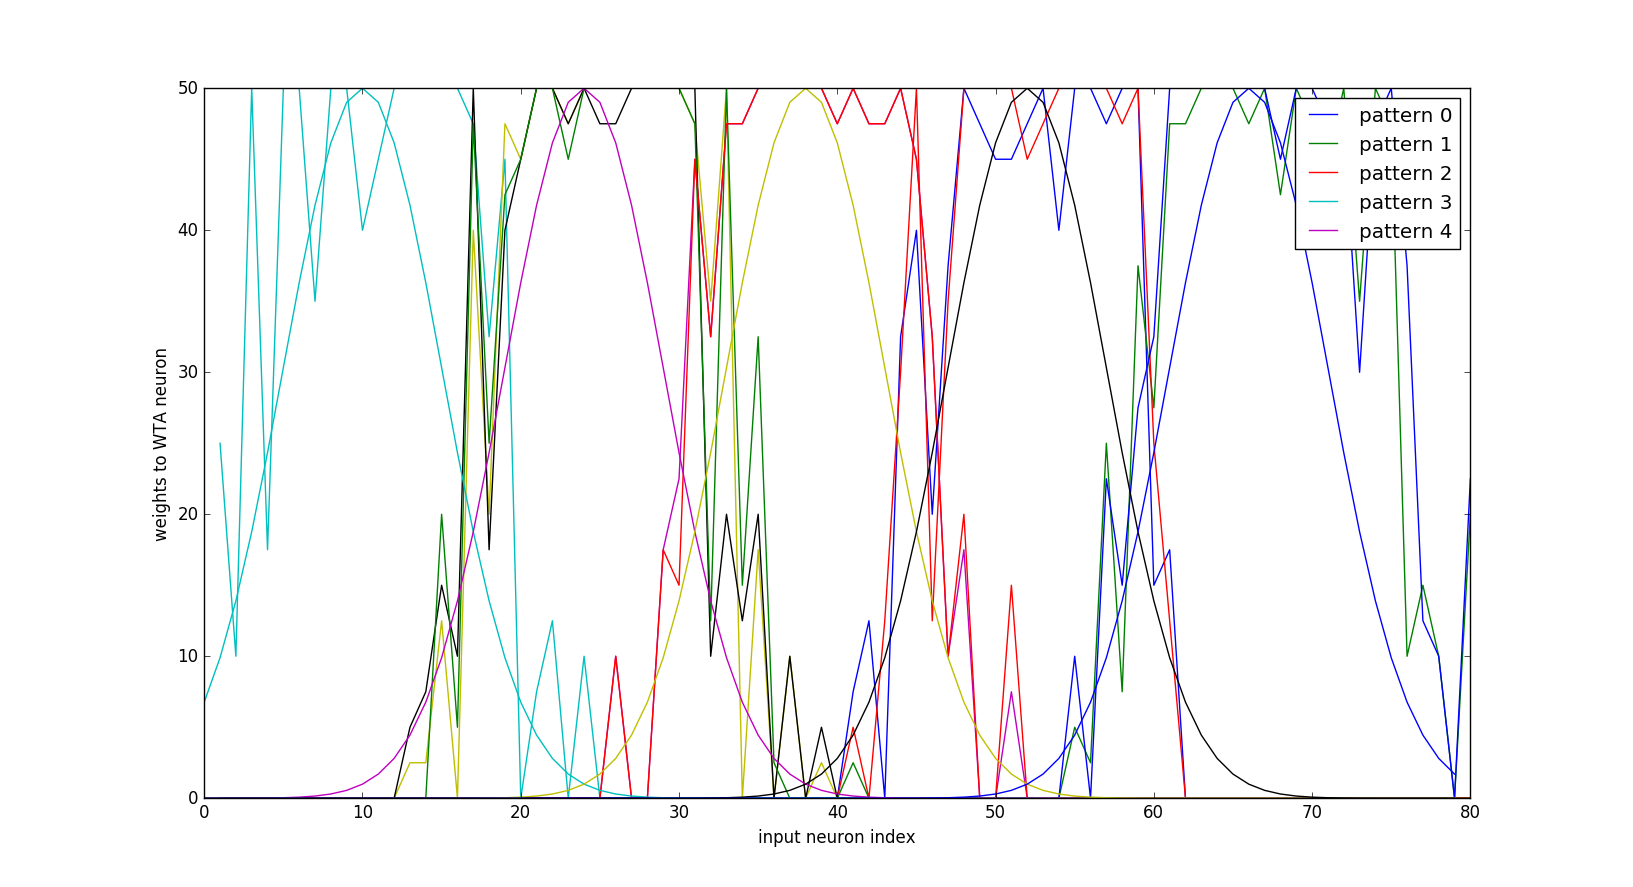 50
40
30
20
10
0
0 10 20 30 40 50 60 70 80
weights to WTA neuron
input neuron index
pattern 0
pattern 1
pattern 2
pattern 3
pattern 4